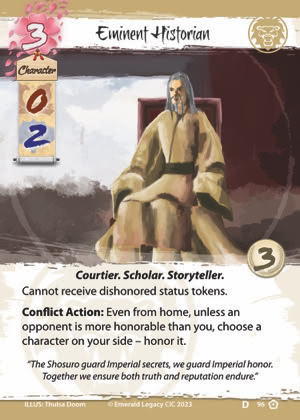 3
Eminent Historian
Character
0
2
3
Courtier. Scholar. Storyteller.
Cannot receive dishonored status tokens.
Conflict Action: Even from home, unless an
opponent is more honorable than you, choose a
character on your side – honor it.
“The Shosuro guard Imperial secrets, we guard Imperial honor.
Together we ensure both truth and reputation endure.”
ILLUS: Thulsa Doom © Emerald Legacy CIC 2023 D 96